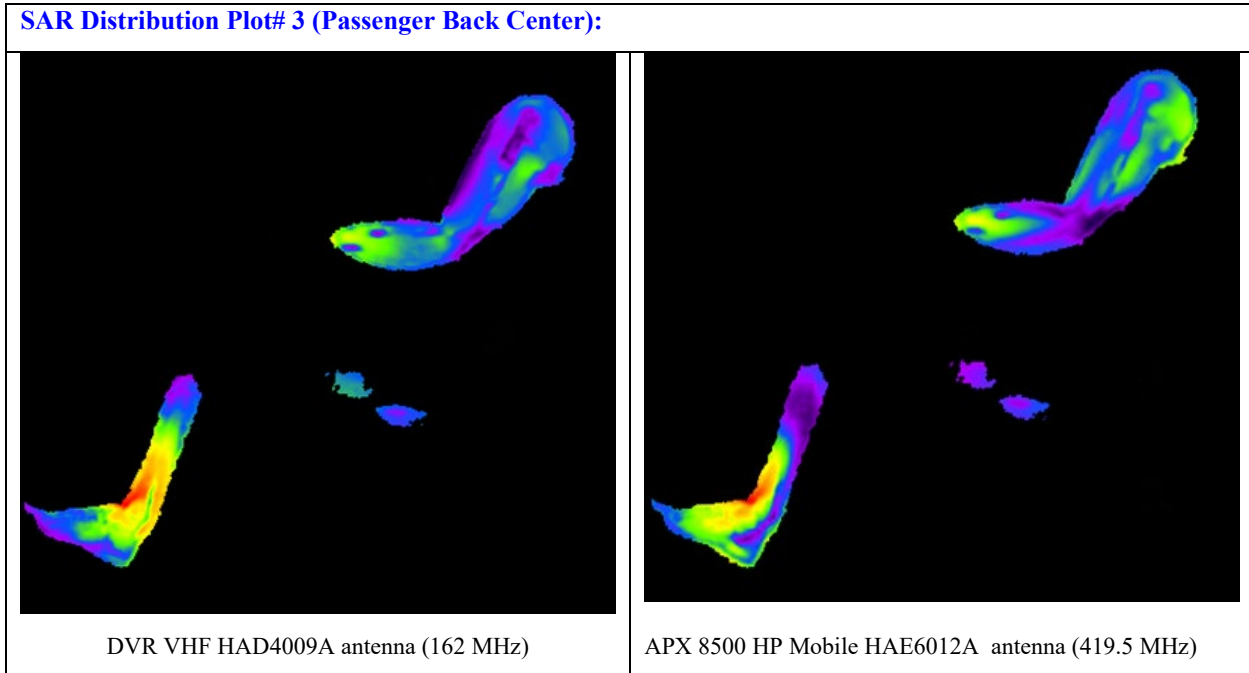 SAR Distribution Plot# 3 (Passenger Back Center):
DVR VHF HAD4009A antenna (162 MHz)
APX 8500 HP Mobile HAE6012A  antenna (419.5 MHz)